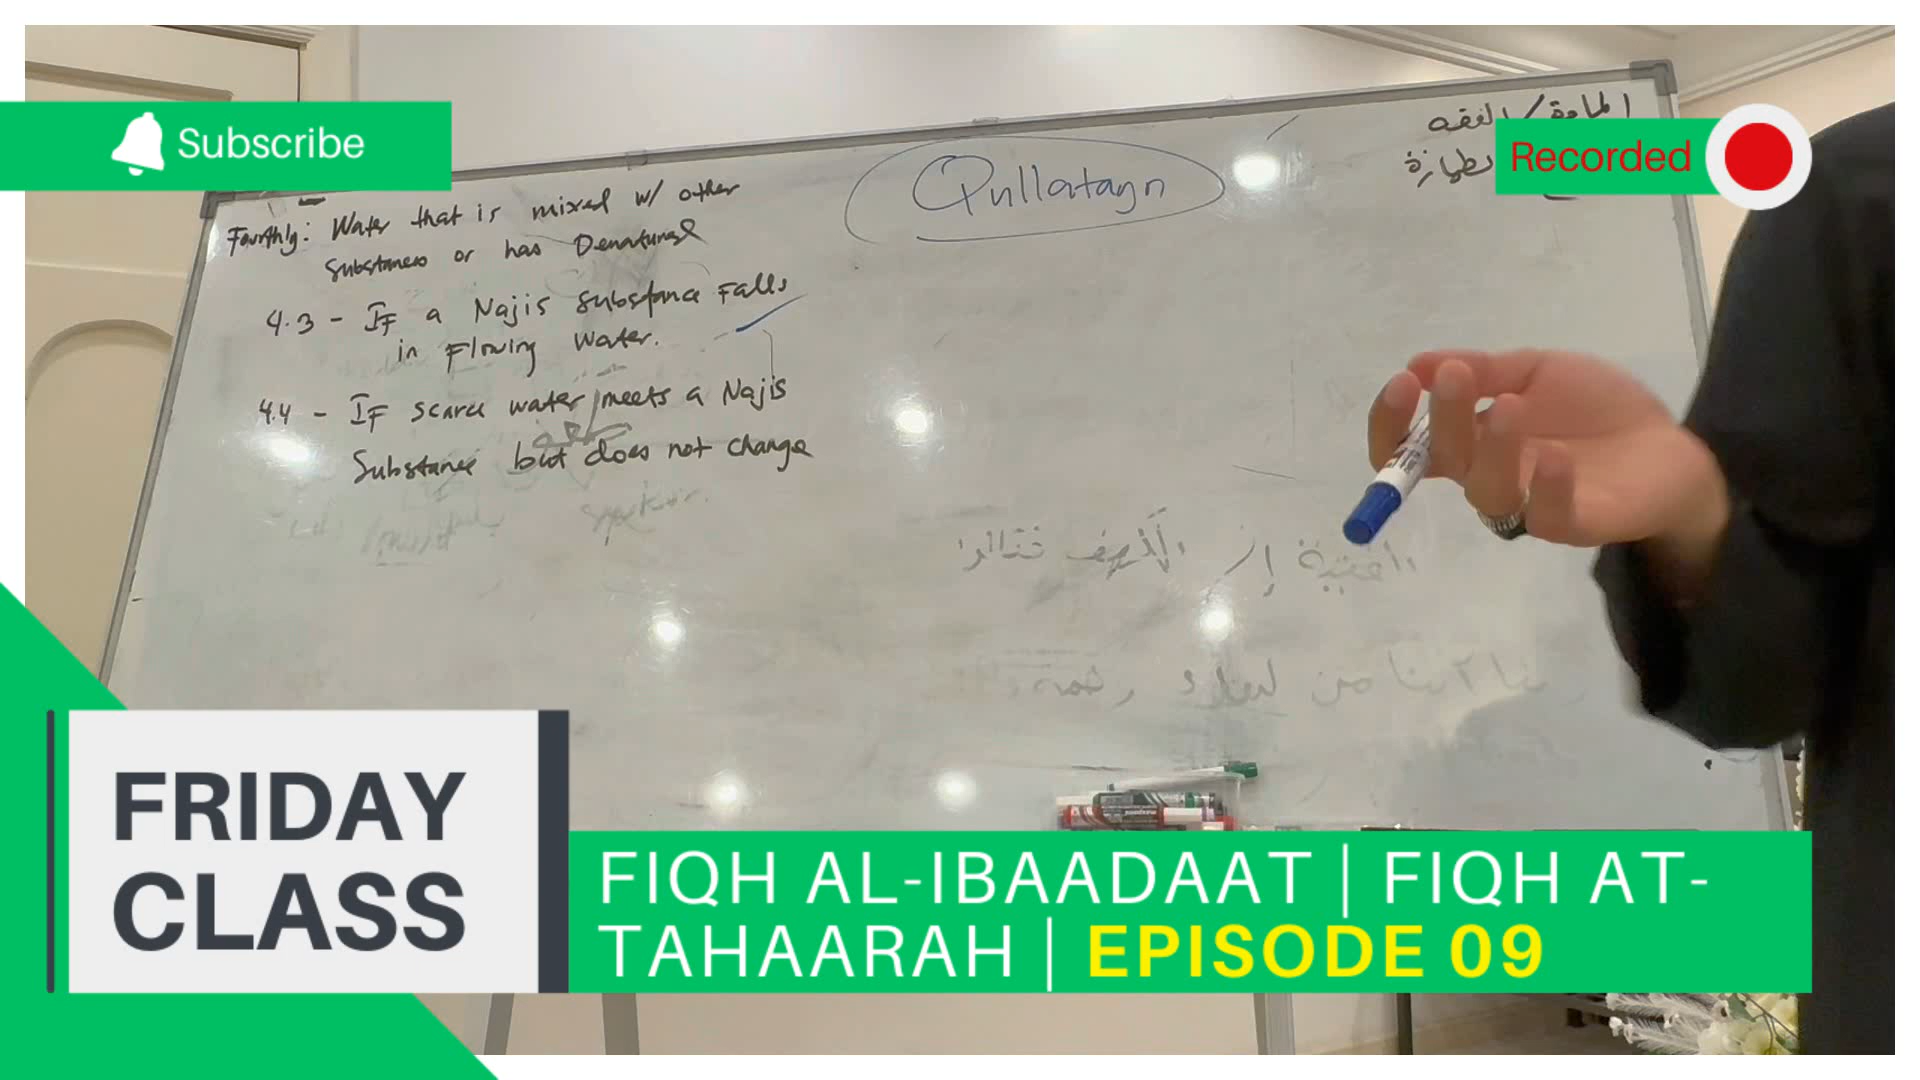 Subscribe
Recorded
المادة / الفقه
Qullatayn
Fourthly: Water that is mixed w/ other
Substances or has Denatured
4.3 - IF a Najis Substance Falls
in Flowing Water.
4.4 - IF scarce water meets a Najis
Substance but does not change
FRIDAY
CLASS
FIQH AL-IBAADAAT | FIQH AT-
TAHAARAH | EPISODE 09